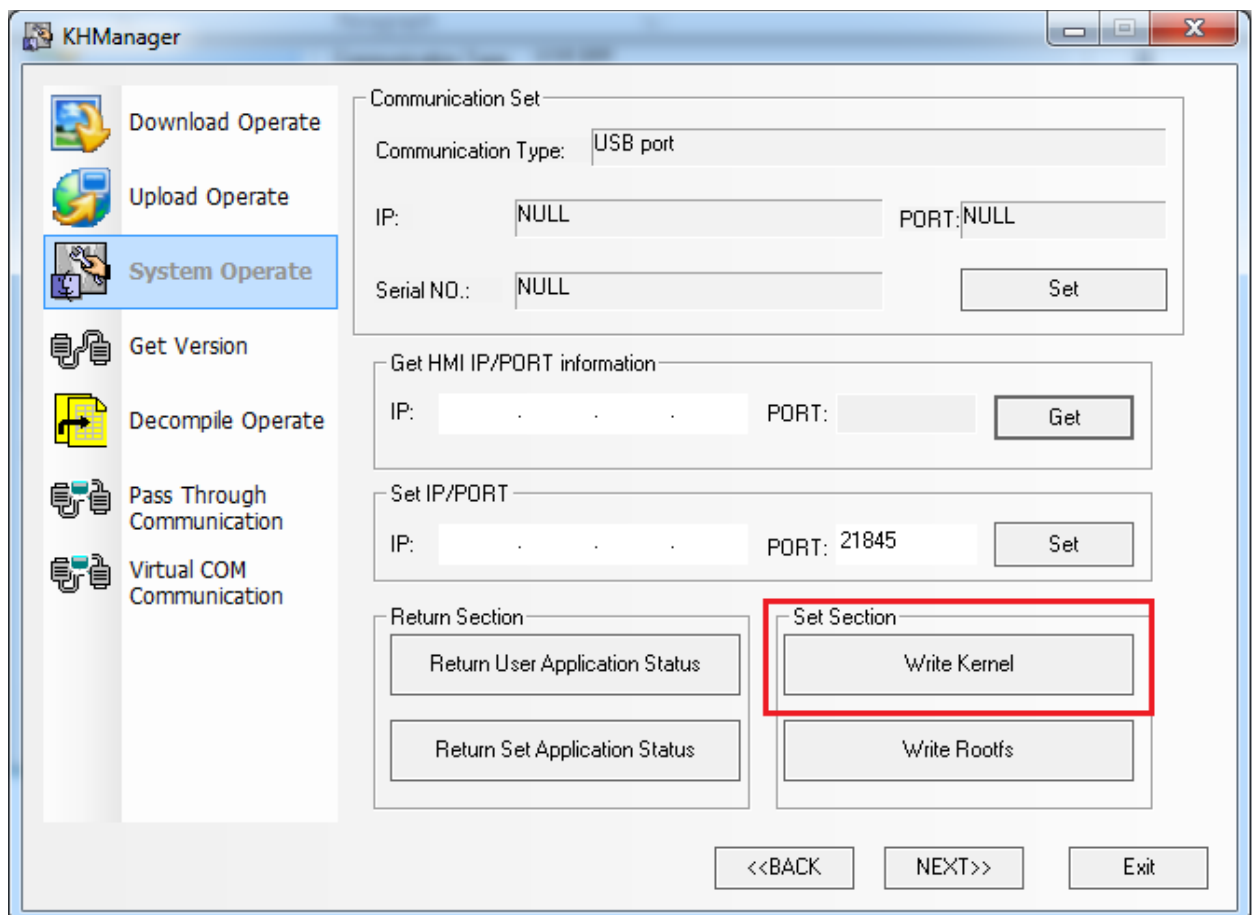 KHManager
Download Operate
Upload Operate
System Operate
Get Version
Decompile Operate
Pass Through
Communication
Virtual COM
Communication
Communication Set
Communication Type: USB port
IP: NULL PORT: NULL
Serial NO.: NULL Set
Get HMI IP/PORT information
IP: . . . PORT: Get
Set IP/PORT
IP: . . . PORT: 21845 Set
Return Section
Return User Application Status
Return Set Application Status
Set Section
Write Kernel
Write Rootfs
<<BACK NEXT>> Exit